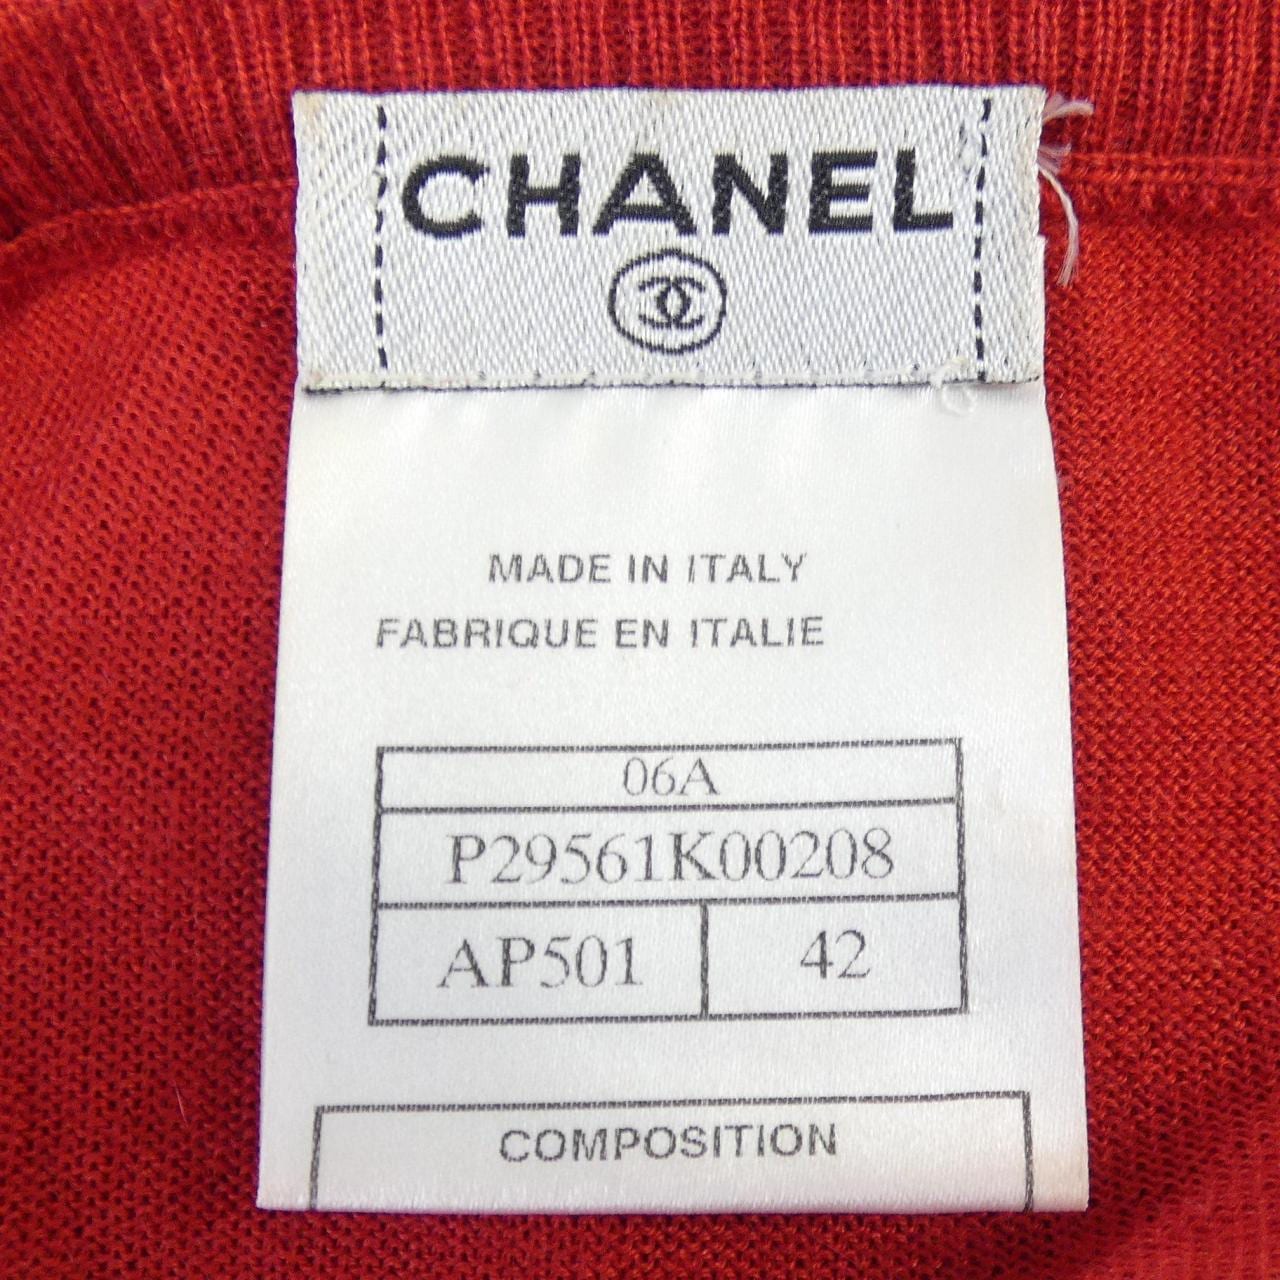 CHANEL
MADE IN ITALY
FABRIQUE EN ITALIE
06A
P29561K00208
AP501 42
COMPOSITION